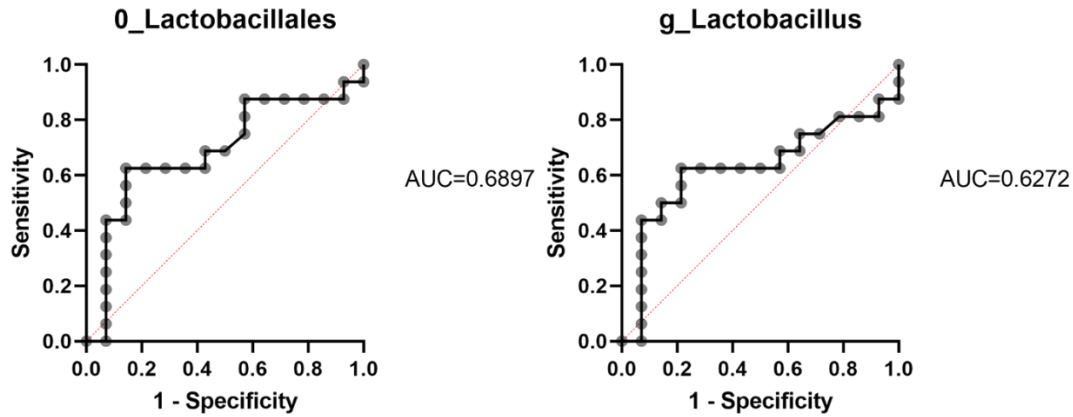 0_Lactobacillales
1.0
0.8
0.6
0.4
0.2
0.0
Sensitivity
0.0 0.2 0.4 0.6 0.8 1.0
1 - Specificity
AUC=0.6897
g_Lactobacillus
1.0
0.8
0.6
0.4
0.2
0.0
Sensitivity
0.0 0.2 0.4 0.6 0.8 1.0
1 - Specificity
AUC=0.6272